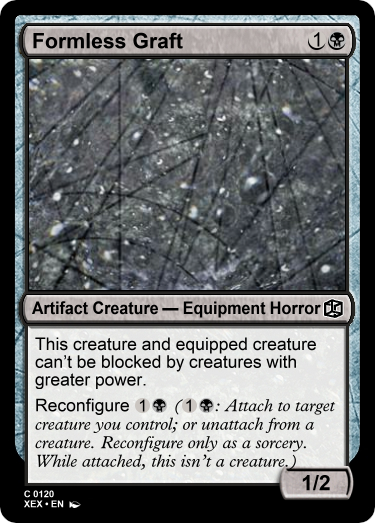 Formless Graft 1
Artifact Creature — Equipment Horror
This creature and equipped creature
can't be blocked by creatures with
greater power.
Reconfigure 1 (1: Attach to target
creature you control; or unattach from a
creature. Reconfigure only as a sorcery.
While attached, this isn't a creature.)
1/2
C 0120
XEX • EN